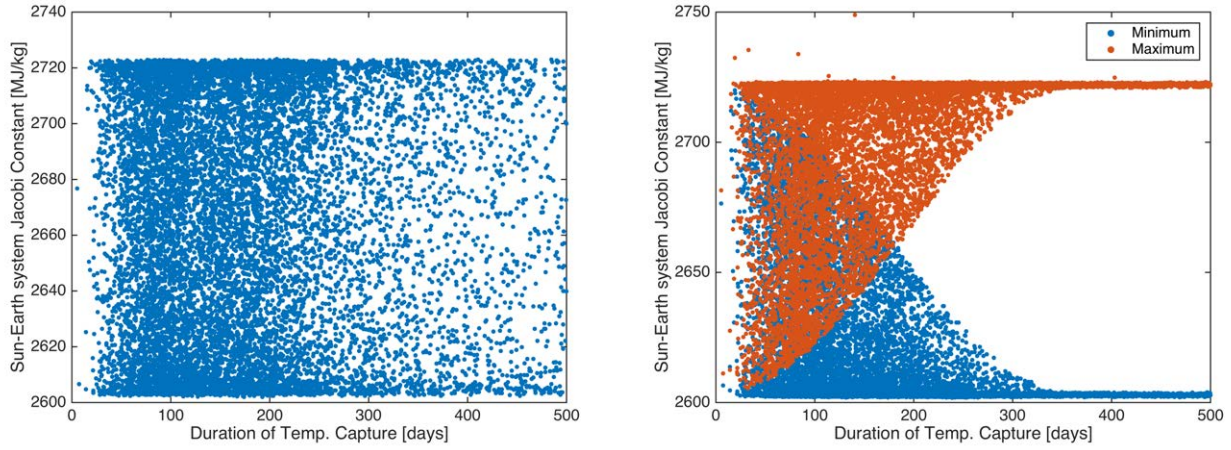 2740
2720
2700
2680
2660
2640
2620
2600
Sun-Earth system Jacobi Constant [MJ/kg]
0 100 200 300 400 500
Duration of Temp. Capture [days]
2750
2700
2650
2600
Sun-Earth system Jacobi Constant [MJ/kg]
Minimum
Maximum
0 100 200 300 400 500
Duration of Temp. Capture [days]